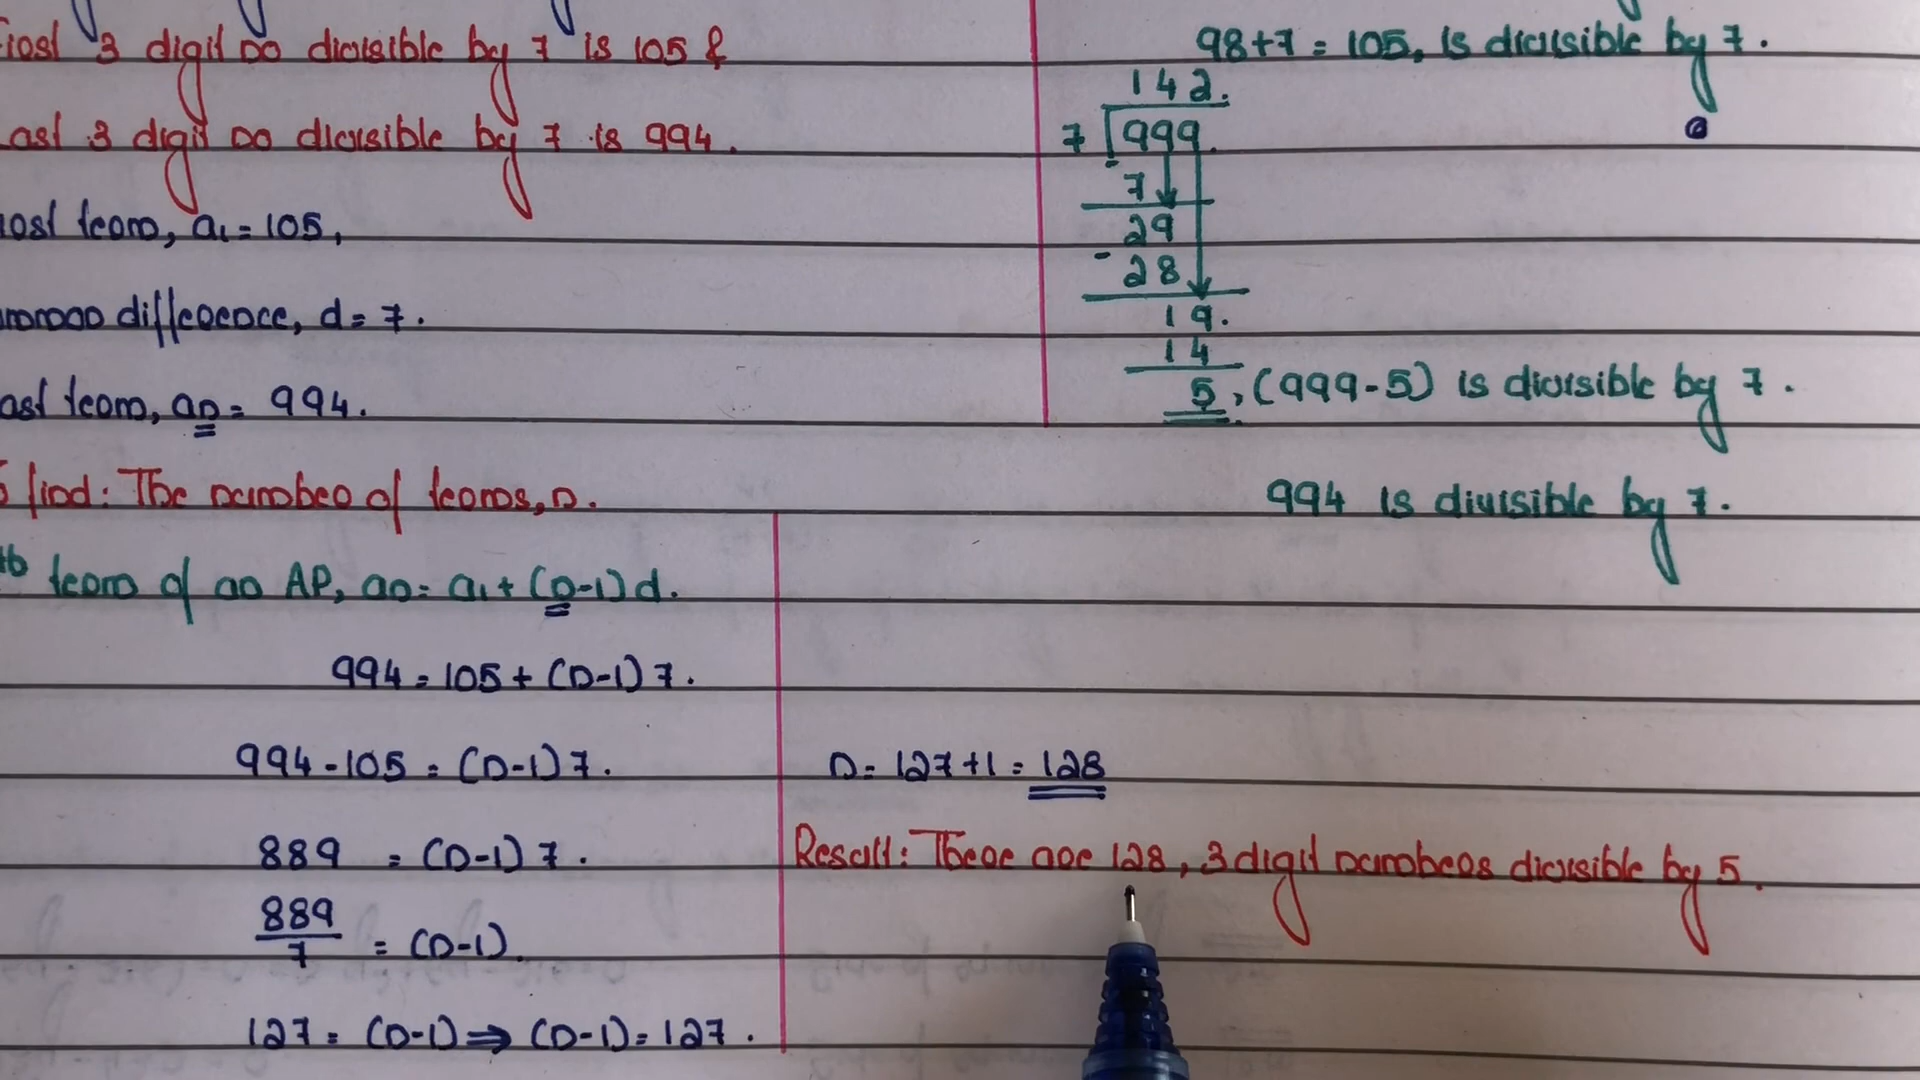 First 3 digit no divisible by 7 is 105 &
Last 3 digit no divisible by 7 is 994.
First term, a1 = 105,
Common difference, d = 7.
Last term, an = 994.
98+7 = 105, is divisible by 7.
142.
7 999.
- 7
29
- 28
19.
14
5, (999-5) is divisible by 7.
994 is divisible by 7.
To find: The number of terms, n.
th term of an AP, an = a1 + (n-1)d.
994 = 105 + (n-1) 7.
994 - 105 = (n-1) 7.
889 = (n-1) 7.
889/7 = (n-1).
127 = (n-1) ⇒ (n-1) = 127.
n = 127 + 1 = 128
Result: There are 128, 3 digit numbers divisible by 5.